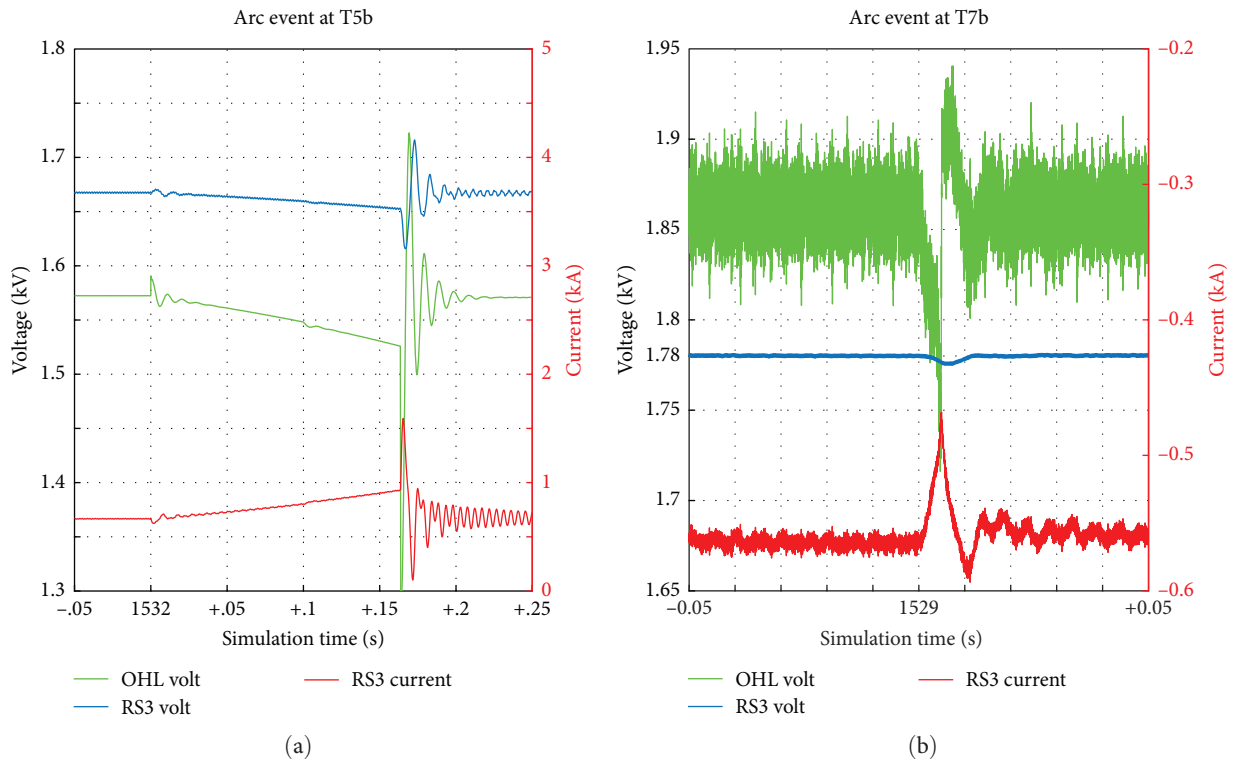 Arc event at T5b
1.8
1.7
1.6
1.5
1.4
1.3
Voltage (kV)
5
4
3
2
1
0
Current (kA)
–.05 1532 +.05 +.1 +.15 +.2 +.25
Simulation time (s)
OHL volt
RS3 current
RS3 volt
(a)
Arc event at T7b
1.95
1.9
1.85
1.8
1.78
1.75
1.7
1.65
Voltage (kV)
−0.2
−0.3
−0.4
−0.5
−0.6
Current (kA)
−0.05 1529 +0.05
Simulation time (s)
OHL volt
RS3 current
RS3 volt
(b)